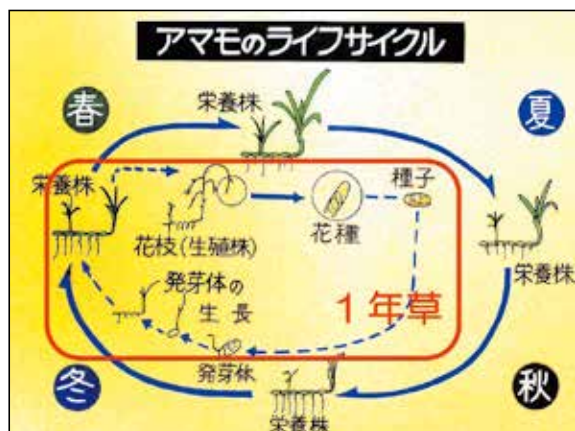 アマモのライフサイクル
春
夏
栄養株
栄養株
種子
花枝(生殖株)
花種
栄養株
発芽体の
生長
1年草
発芽体
冬
秋
栄養株